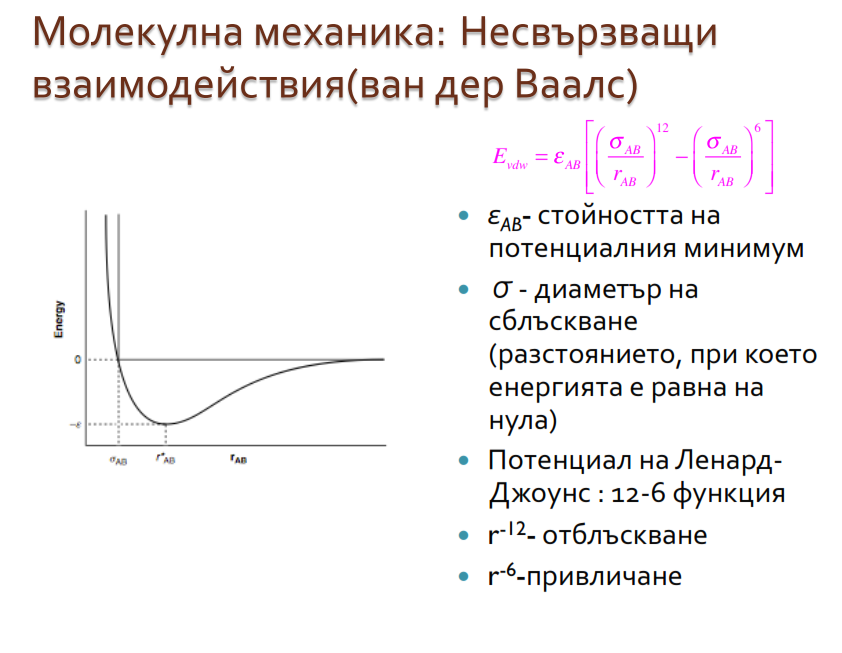 Молекулна механика: Несвързващи
взаимодействия(ван дер Ваалс)
E_vdw = ε_AB [ ( σ_AB / r_AB )^12 − ( σ_AB / r_AB )^6 ]
• ε_AB- стойността на
потенциалния минимум
• σ - диаметър на
сблъскване
(разстоянието, при което
енергията е равна на
нула)
• Потенциал на Ленард-
Джоунс : 12-6 функция
• r^-12- отблъскване
• r^-6-привличане
Energy
0
-ε
σ_AB r*_AB r_AB